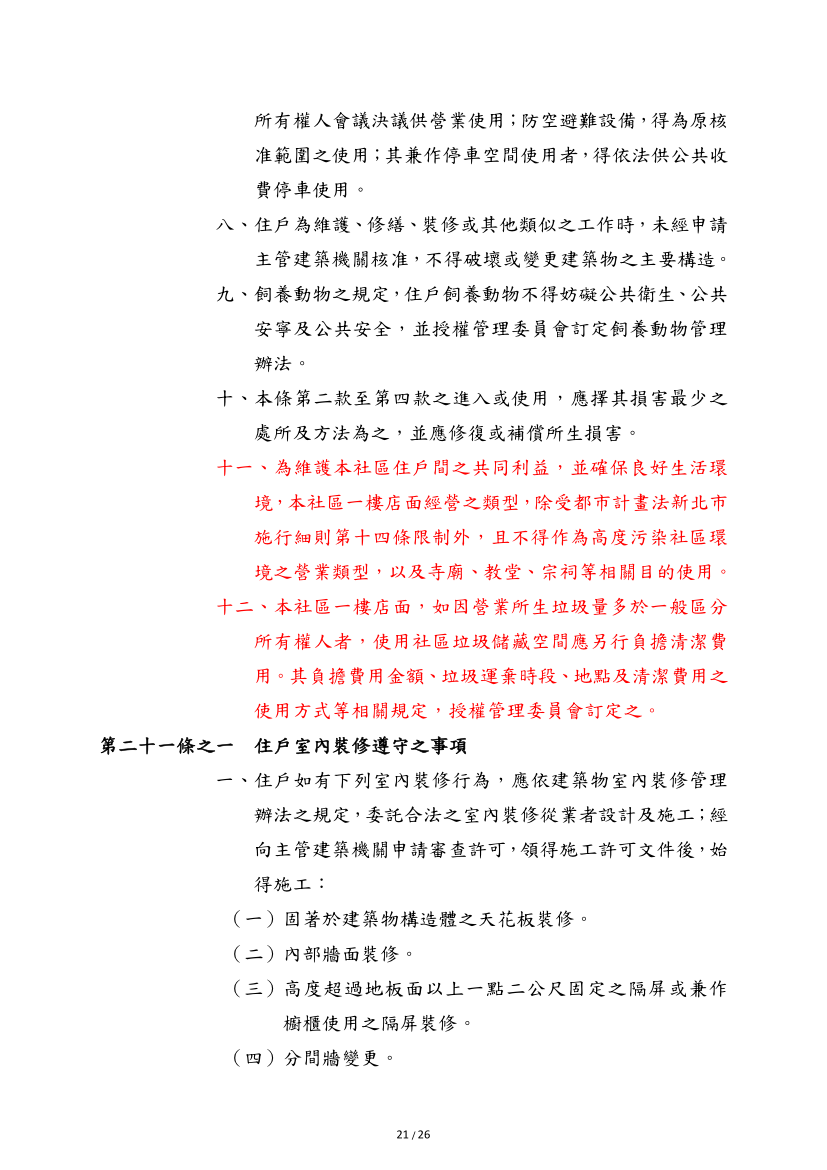 所有權人會議決議供營業使用；防空避難設備，得為原核
准範圍之使用；其兼作停車空間使用者，得依法供公共收
費停車使用。
八、住戶為維護、修繕、裝修或其他類似之工作時，未經申請
主管建築機關核准，不得破壞或變更建築物之主要構造。
九、飼養動物之規定，住戶飼養動物不得妨礙公共衛生、公共
安寧及公共安全，並授權管理委員會訂定飼養動物管理
辦法。
十、本條第二款至第四款之進入或使用，應擇其損害最少之
處所及方法為之，並應修復或補償所生損害。
十一、為維護本社區住戶間之共同利益，並確保良好生活環
境，本社區一樓店面經營之類型，除受都市計畫法新北市
施行細則第十四條限制外，且不得作為高度污染社區環
境之營業類型，以及寺廟、教堂、宗祠等相關目的使用。
十二、本社區一樓店面，如因營業所生垃圾量多於一般區分
所有權人者，使用社區垃圾儲藏空間應另行負擔清潔費
用。其負擔費用金額、垃圾運棄時段、地點及清潔費用之
使用方式等相關規定，授權管理委員會訂定之。
第二十一條之一　住戶室內裝修遵守之事項
一、住戶如有下列室內裝修行為，應依建築物室內裝修管理
辦法之規定，委託合法之室內裝修從業者設計及施工；經
向主管建築機關申請審查許可，領得施工許可文件後，始
得施工：
（一）固著於建築物構造體之天花板裝修。
（二）內部牆面裝修。
（三）高度超過地板面以上一點二公尺固定之隔屏或兼作
櫥櫃使用之隔屏裝修。
（四）分間牆變更。
21 / 26